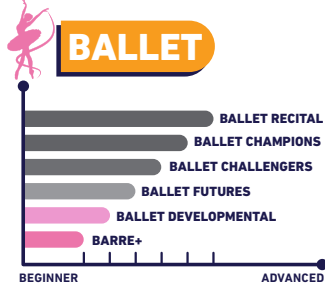 BALLET
BALLET RECITAL
BALLET CHAMPIONS
BALLET CHALLENGERS
BALLET FUTURES
BALLET DEVELOPMENTAL
BARRE+
BEGINNER ADVANCED